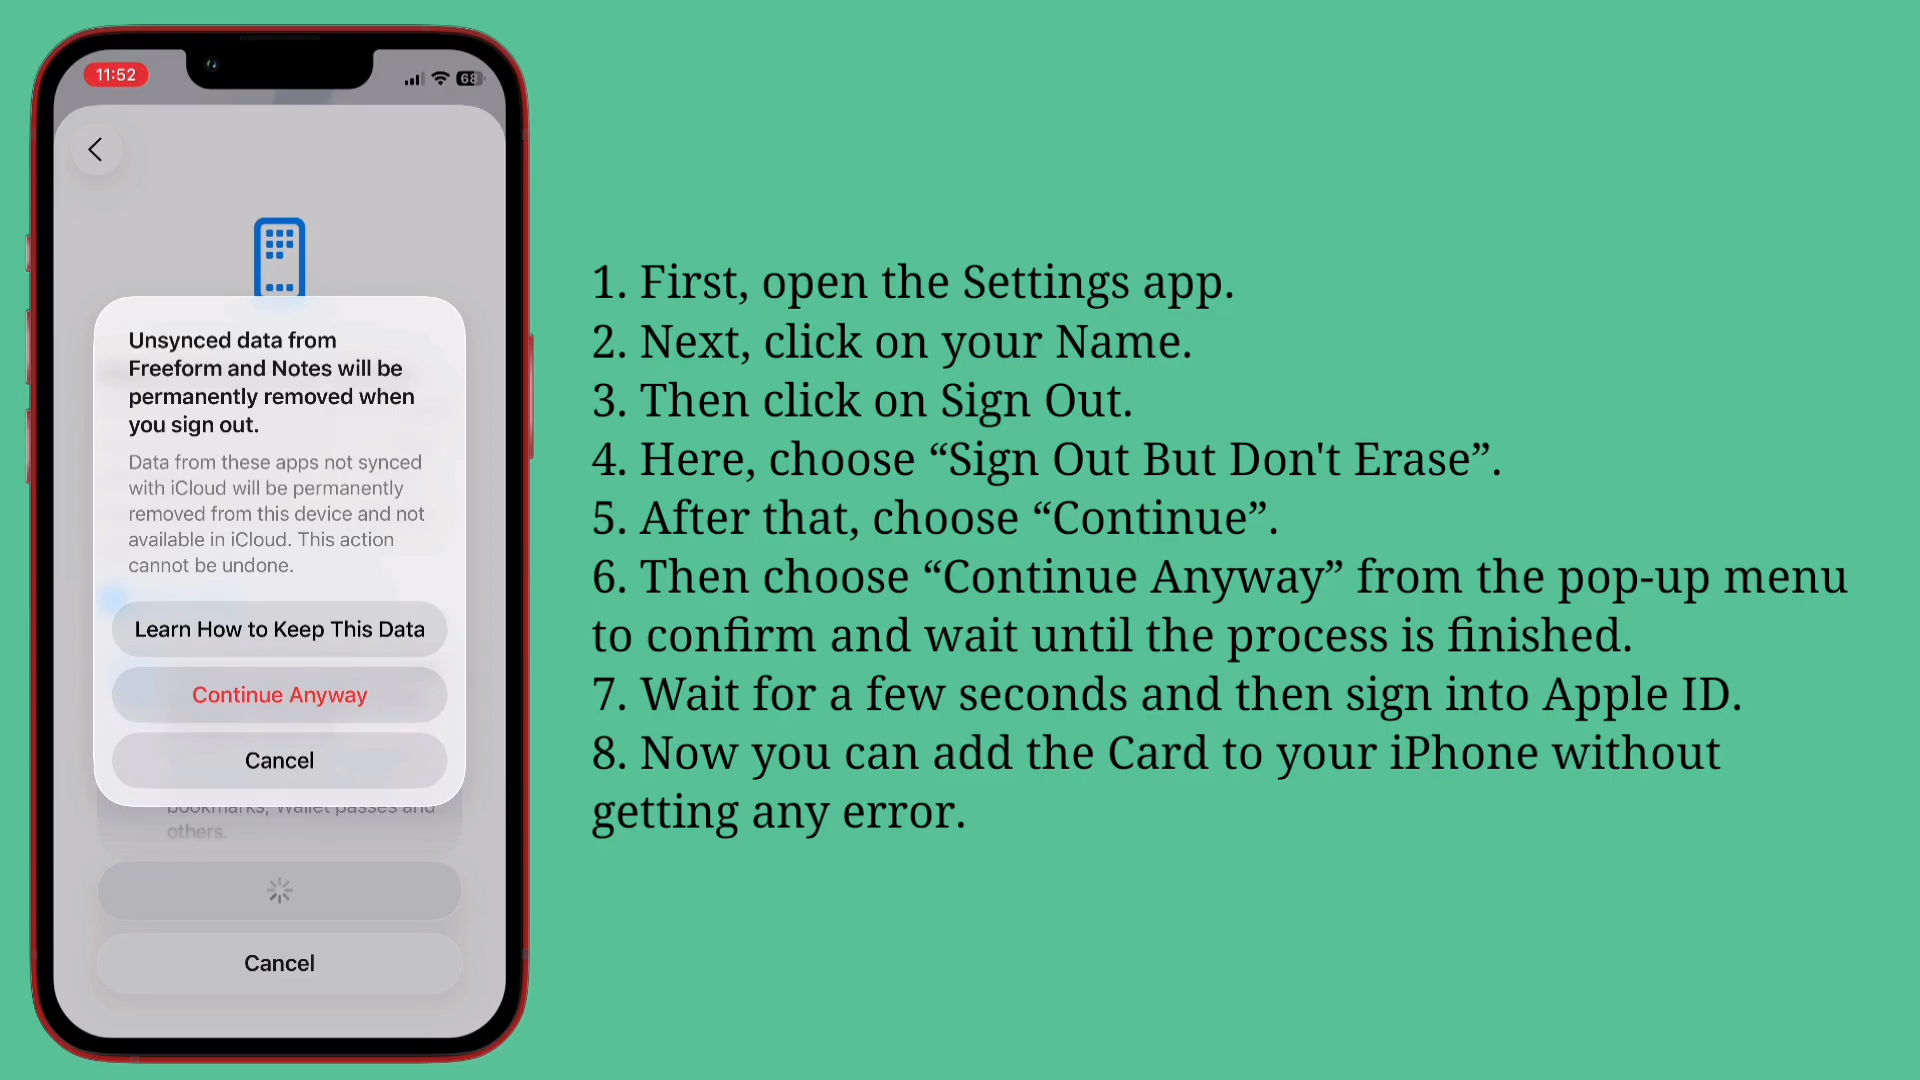 11:52
68
Unsynced data from
Freeform and Notes will be
permanently removed when
you sign out.
Data from these apps not synced
with iCloud will be permanently
removed from this device and not
available in iCloud. This action
cannot be undone.
Learn How to Keep This Data
Continue Anyway
Cancel
bookmarks, Wallet passes and
others.
Cancel
1. First, open the Settings app.
2. Next, click on your Name.
3. Then click on Sign Out.
4. Here, choose “Sign Out But Don't Erase”.
5. After that, choose “Continue”.
6. Then choose “Continue Anyway” from the pop-up menu
to confirm and wait until the process is finished.
7. Wait for a few seconds and then sign into Apple ID.
8. Now you can add the Card to your iPhone without
getting any error.